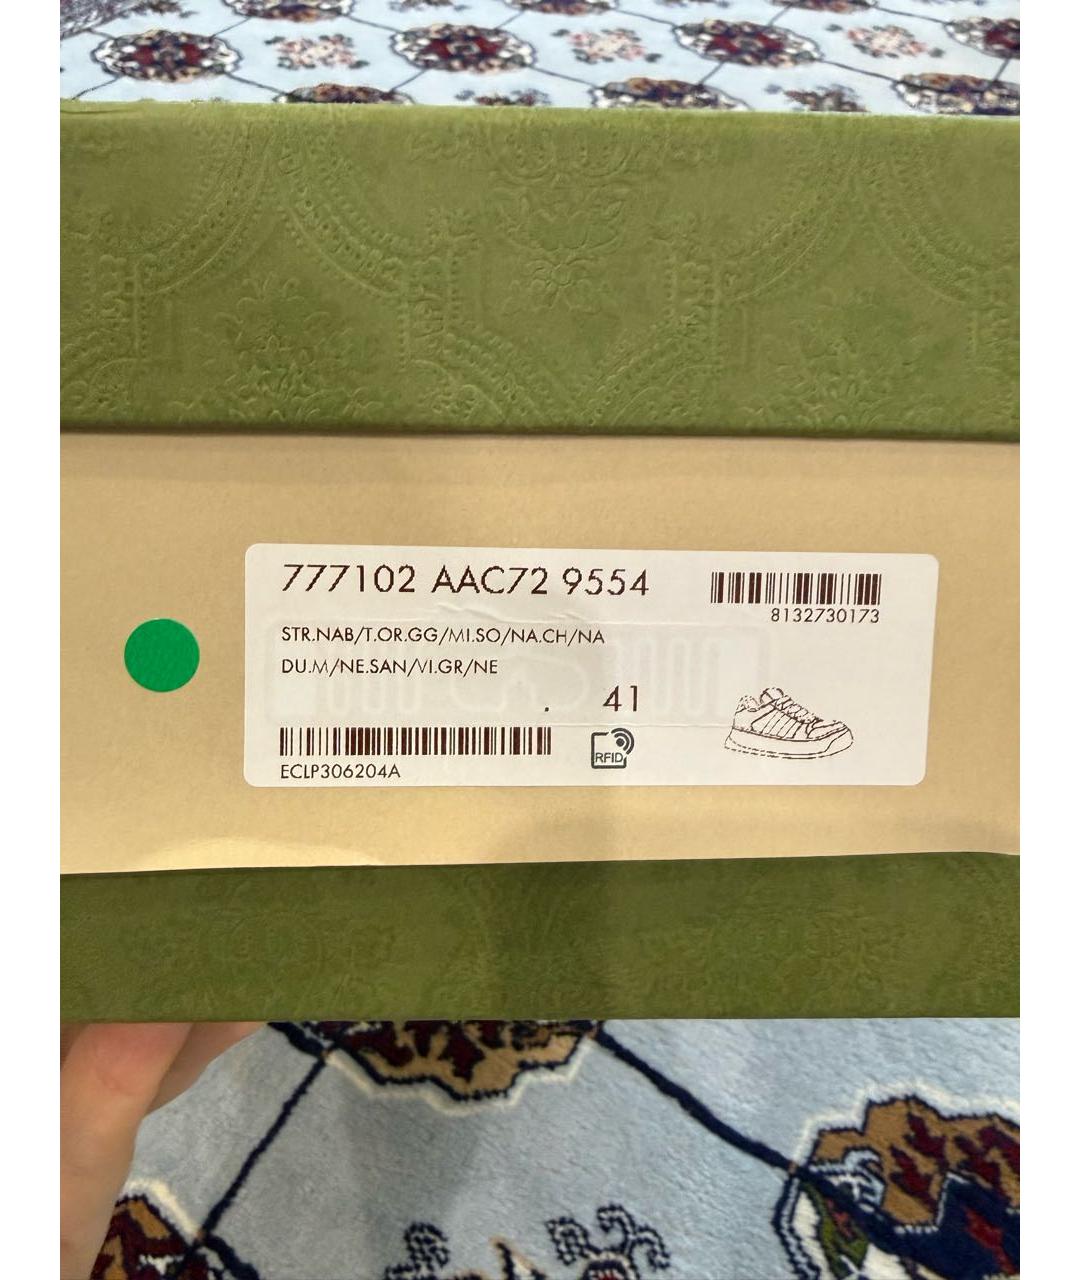 777102 AAC72 9554
8132730173
STR.NAB/T.OR.GG/MI.SO/NA.CH/NA
DU.M/NE.SAN/VI.GR/NE
. 41
RFID
ECLP306204A